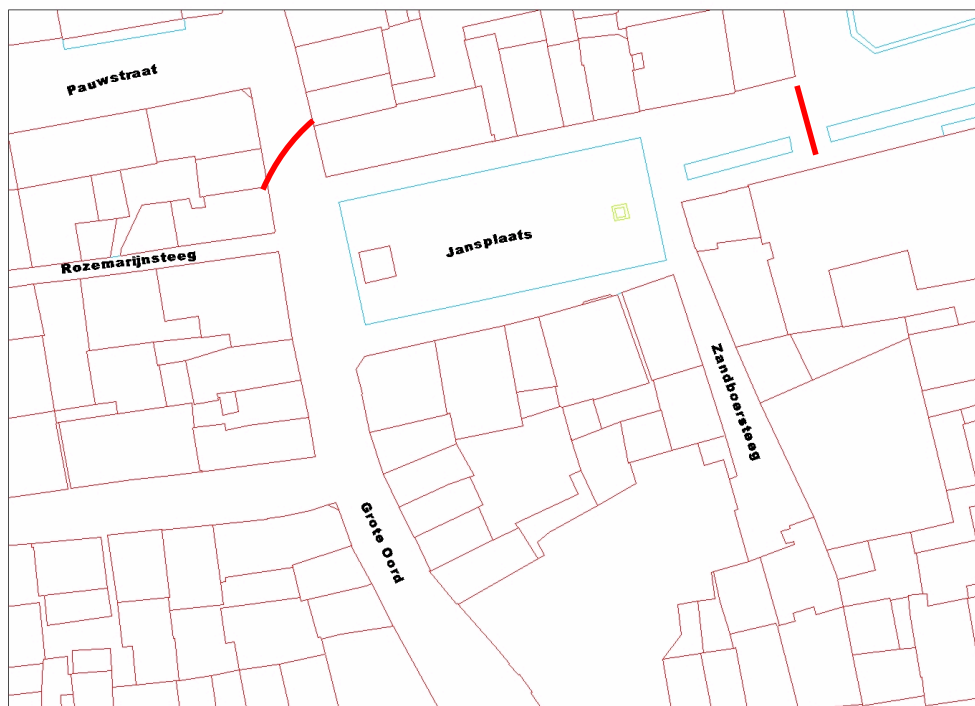 Pauwstraat
Jansplaats
Rozemarijnsteeg
Zandboersteeg
Grote Oord